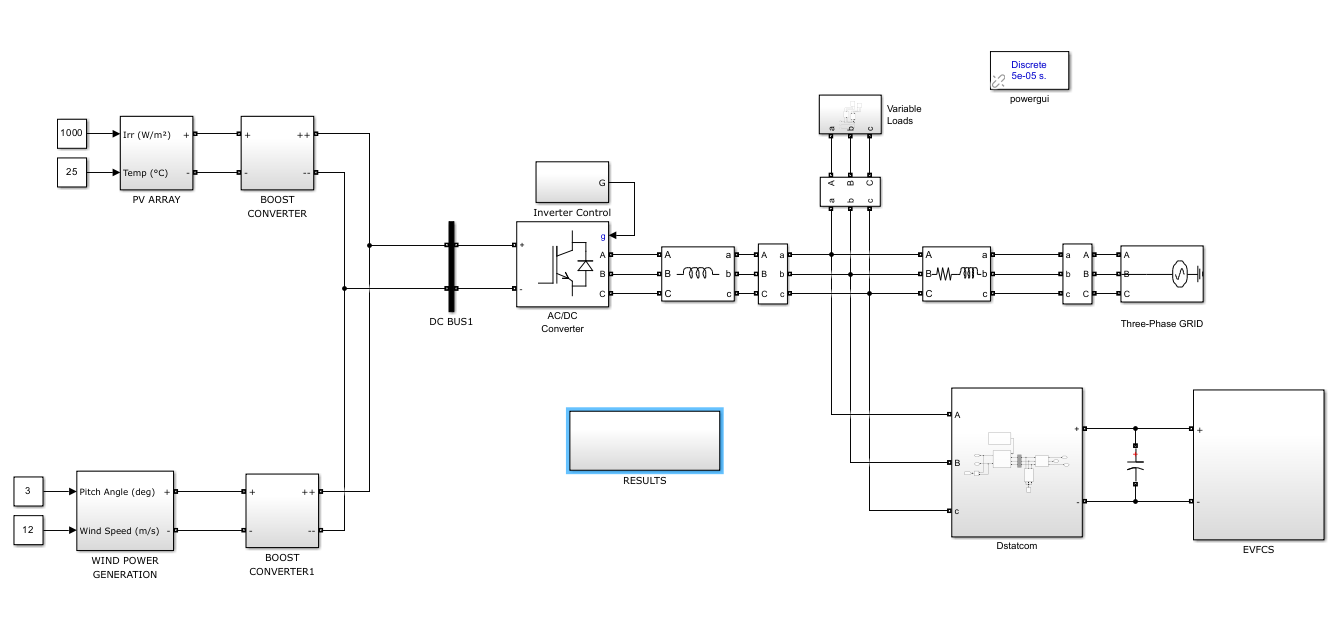 Discrete
5e-05 s.
powergui
Variable
Loads
a b c
A B C
a b c
1000
Irr (W/m²) +
25
Temp (°C) -
PV ARRAY
+ ++
- --
BOOST
CONVERTER
G
Inverter Control
g
+
-
A
B
C
AC/DC
Converter
DC BUS1
A a
B b
C c
A a
B b
C c
A a
B b
C c
a A
b B
c C
A
B
C
Three-Phase GRID
RESULTS
3
Pitch Angle (deg) +
12
Wind Speed (m/s) -
WIND POWER
GENERATION
+ ++
- --
BOOST
CONVERTER1
A
B
c
+
-
Dstatcom
+
+
-
EVFCS